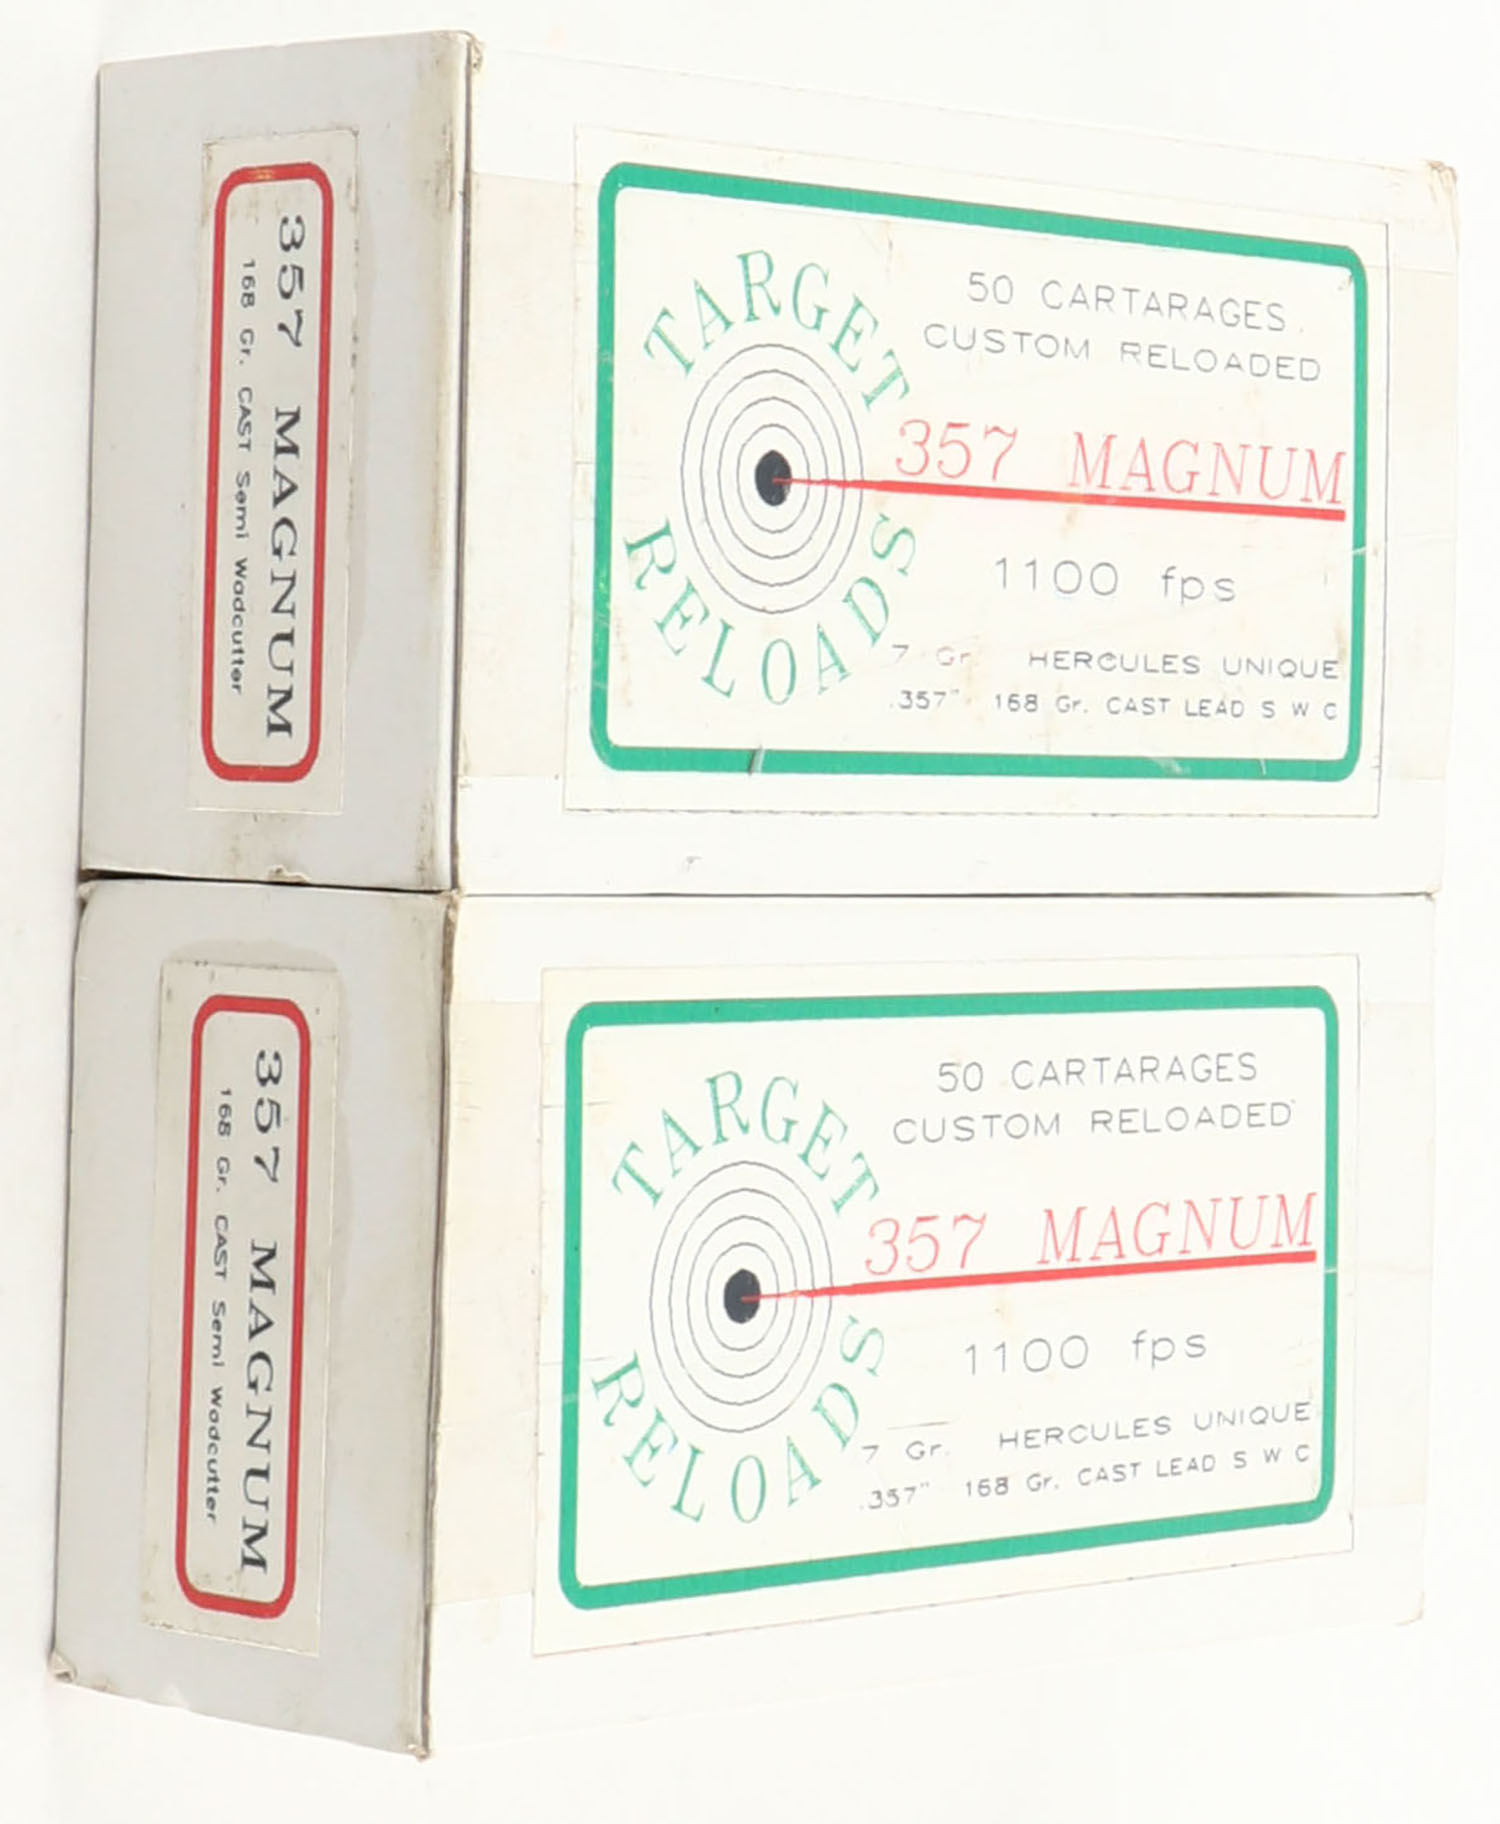 357 MAGNUM
168 Gr. CAST Semi Wadcutter
TARGET RELOADS
50 CARTARAGES
CUSTOM RELOADED
357 MAGNUM
1100 fps
7 Gr. HERCULES UNIQUE
.357" 168 Gr. CAST LEAD S W C
357 MAGNUM
168 Gr. CAST Semi Wadcutter
TARGET RELOADS
50 CARTARAGES
CUSTOM RELOADED
357 MAGNUM
1100 fps
7 Gr. HERCULES UNIQUE
.357" 168 Gr. CAST LEAD S W C